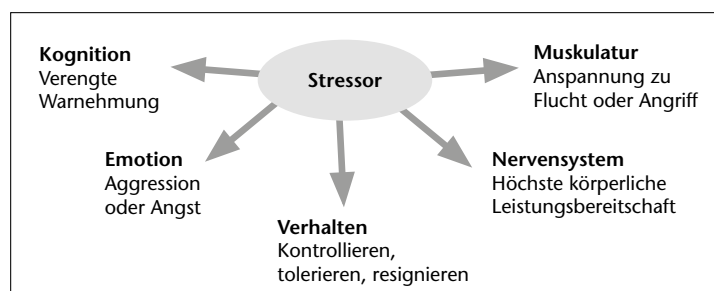 Kognition
Verengte
Warnehmung
Stressor
Muskulatur
Anspannung zu
Flucht oder Angriff
Emotion
Aggression
oder Angst
Verhalten
Kontrollieren,
tolerieren, resignieren
Nervensystem
Höchste körperliche
Leistungsbereitschaft